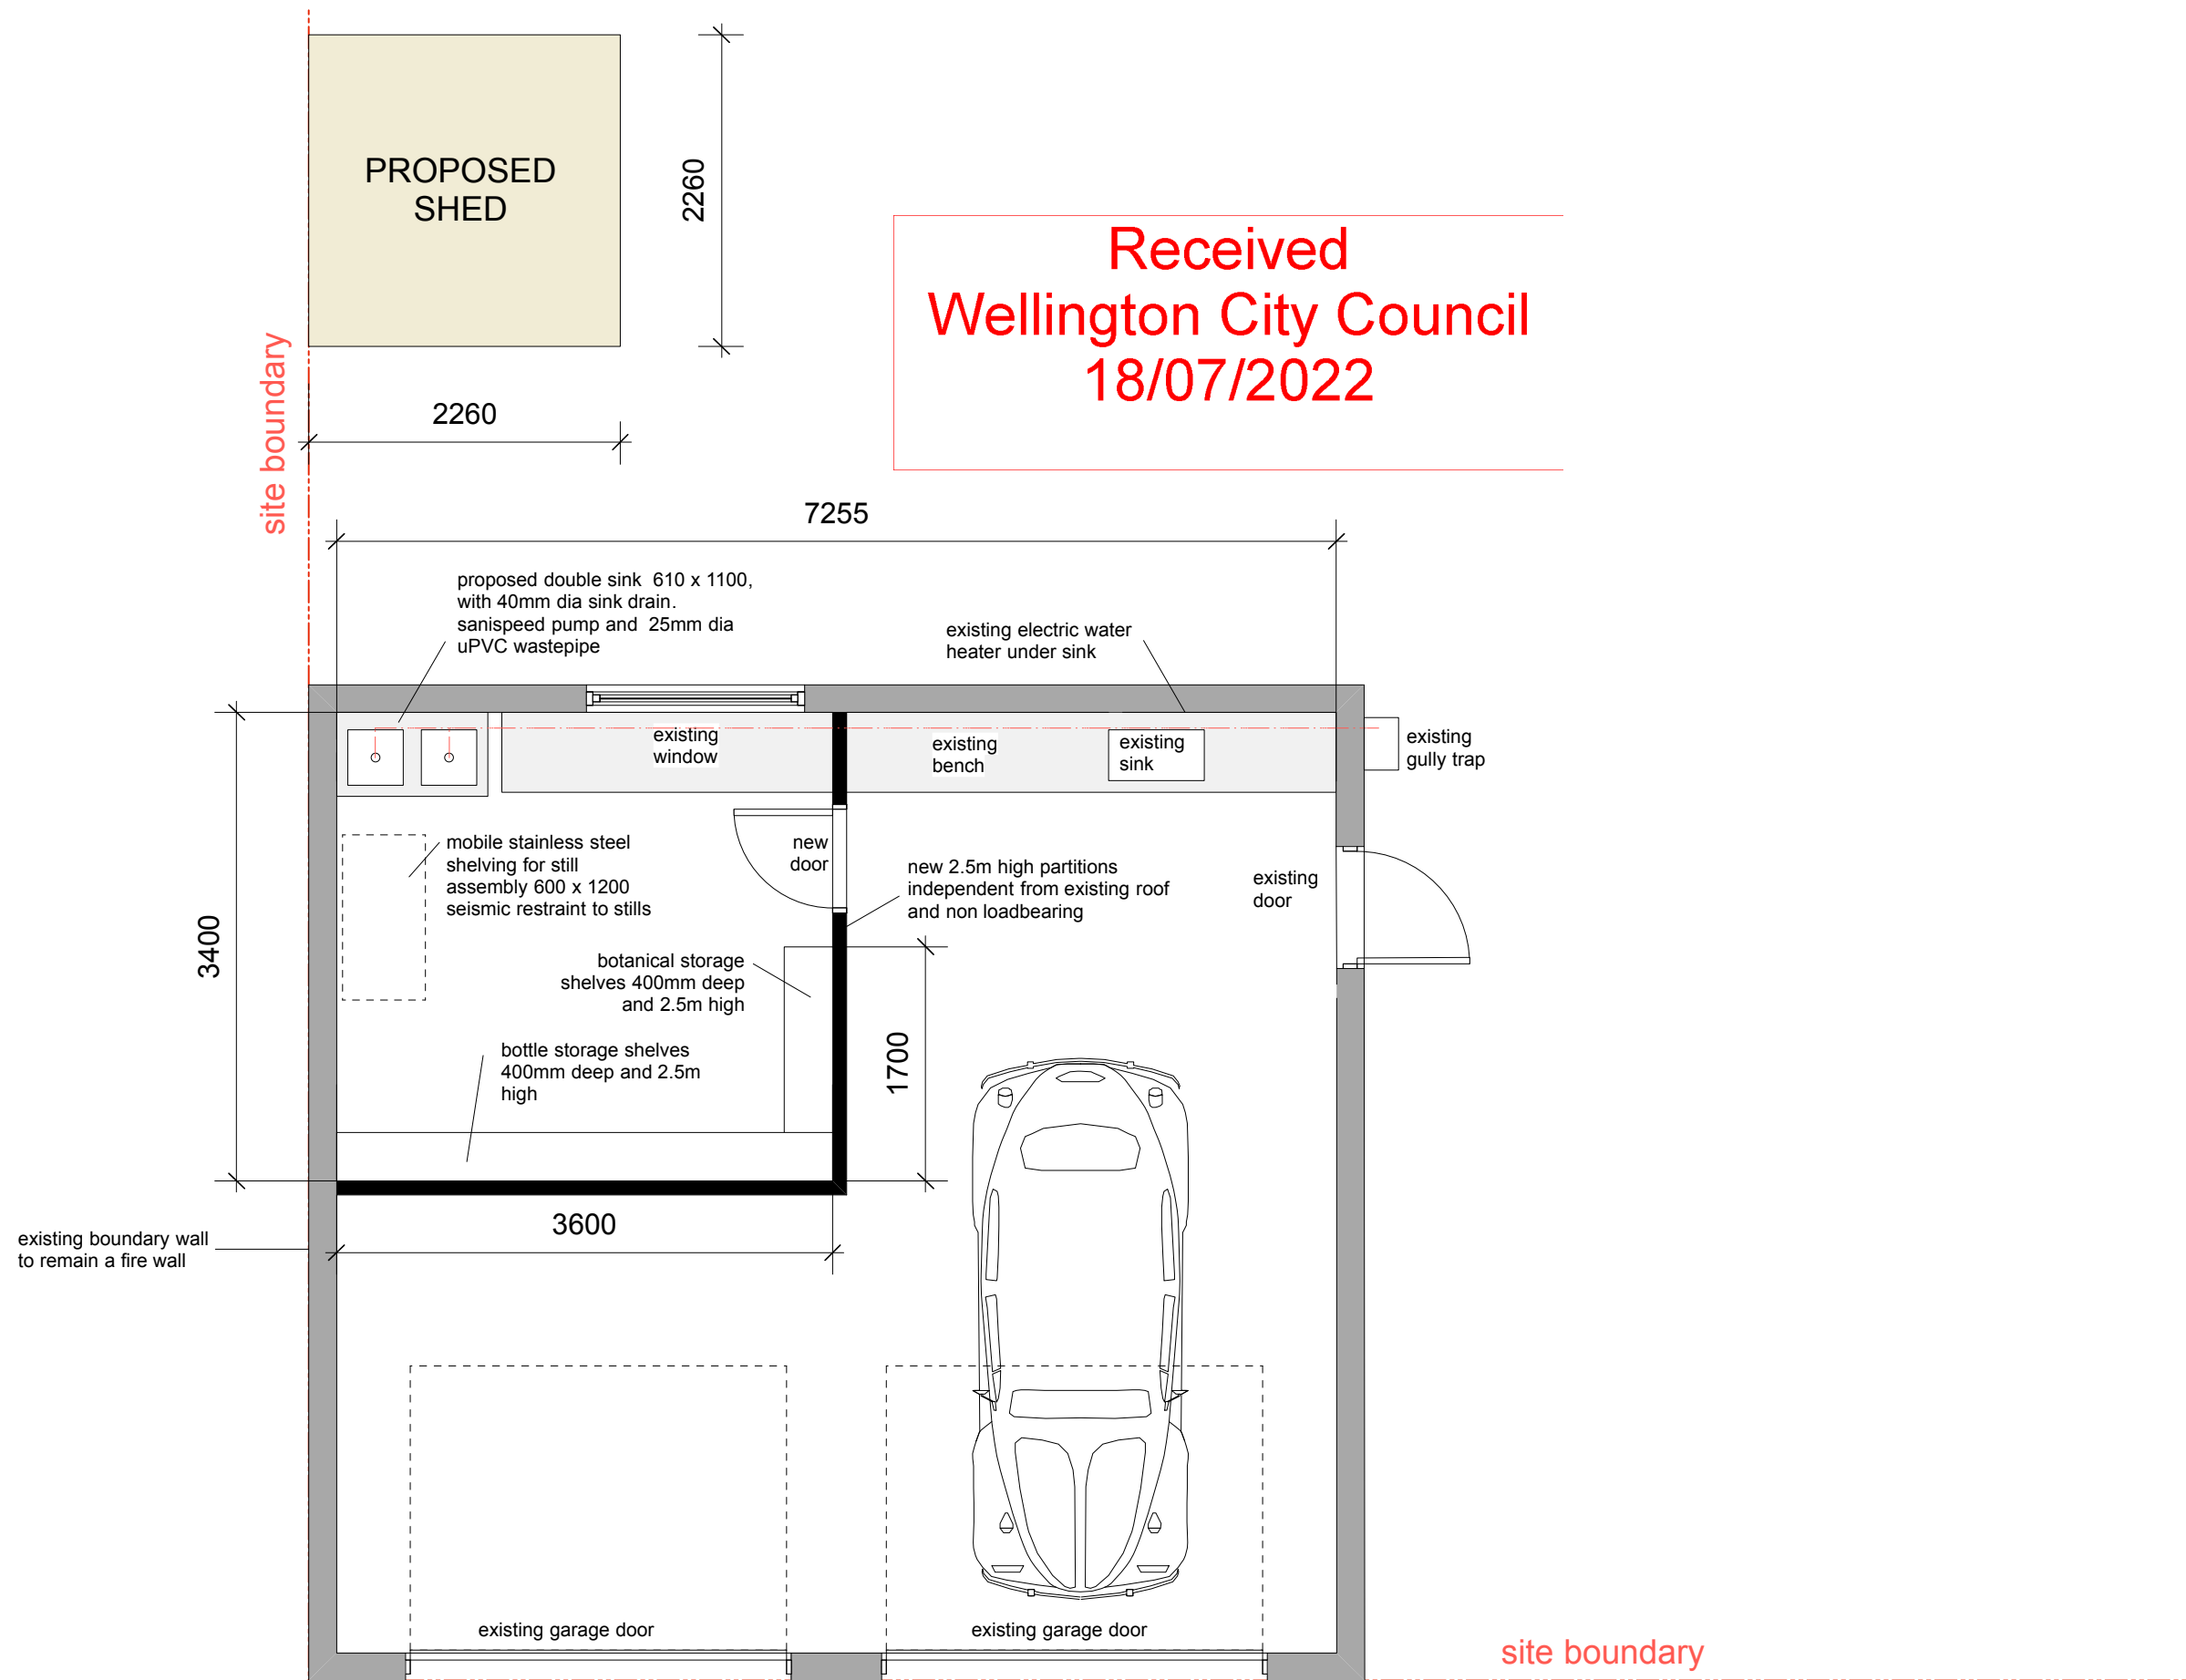 PROPOSED
SHED
2260
2260
site boundary
Received
Wellington City Council
18/07/2022
7255
proposed double sink  610 x 1100,
with 40mm dia sink drain.
sanispeed pump and  25mm dia
uPVC wastepipe
existing electric water
heater under sink
existing
window
existing
bench
existing
sink
existing
gully trap
mobile stainless steel
shelving for still
assembly 600 x 1200
seismic restraint to stills
new
door
new 2.5m high partitions
independent from existing roof
and non loadbearing
existing
door
3400
botanical storage
shelves 400mm deep
and 2.5m high
bottle storage shelves
400mm deep and 2.5m
high
1700
3600
existing boundary wall
to remain a fire wall
existing garage door
existing garage door
site boundary